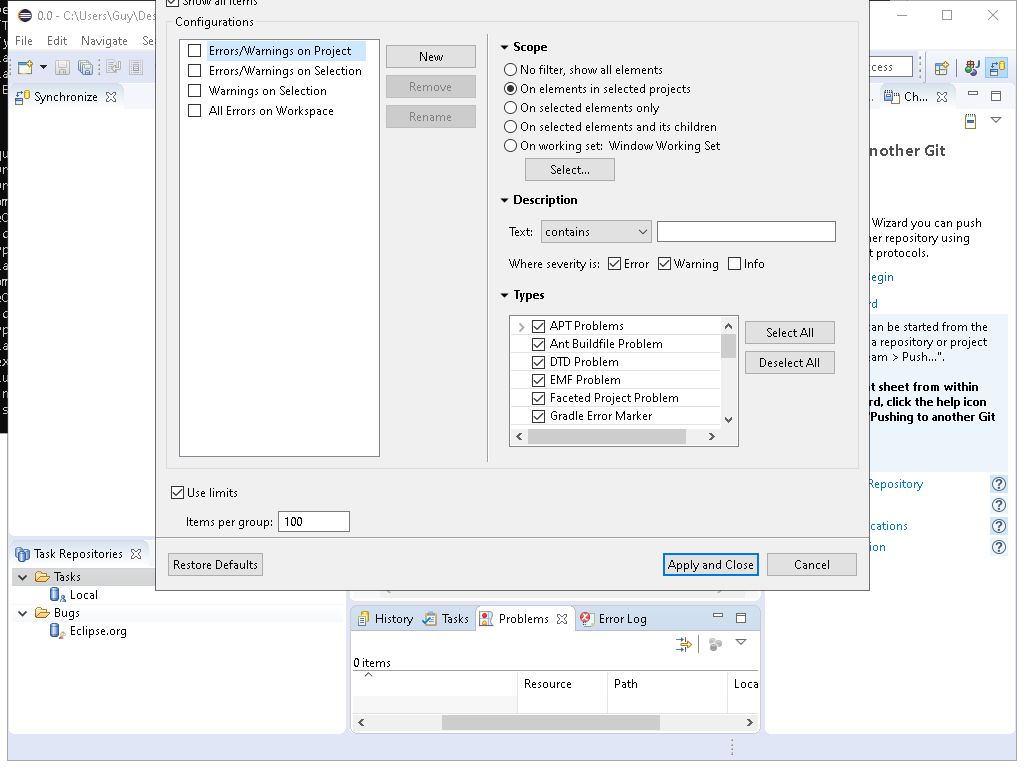 0.0 - C:\Users\Guy\Des
Show all items
File Edit Navigate Se
Configurations
Errors/Warnings on Project
Errors/Warnings on Selection
Warnings on Selection
All Errors on Workspace
New
Remove
Rename
Scope
No filter, show all elements
On elements in selected projects
On selected elements only
On selected elements and its children
On working set: Window Working Set
Select...
Description
Text: contains
Where severity is: Error Warning Info
Types
APT Problems
Ant Buildfile Problem
DTD Problem
EMF Problem
Faceted Project Problem
Gradle Error Marker
Select All
Deselect All
Use limits
Items per group: 100
Restore Defaults
Apply and Close
Cancel
Synchronize
cess
Ch...
nother Git
Wizard you can push
her repository using
t protocols.
egin
rd
can be started from the
a repository or project
eam > Push...".
t sheet from within
rd, click the help icon
Pushing to another Git
Repository
cations
ion
Task Repositories
Tasks
Local
Bugs
Eclipse.org
History Tasks Problems Error Log
0 items
Resource Path Loca